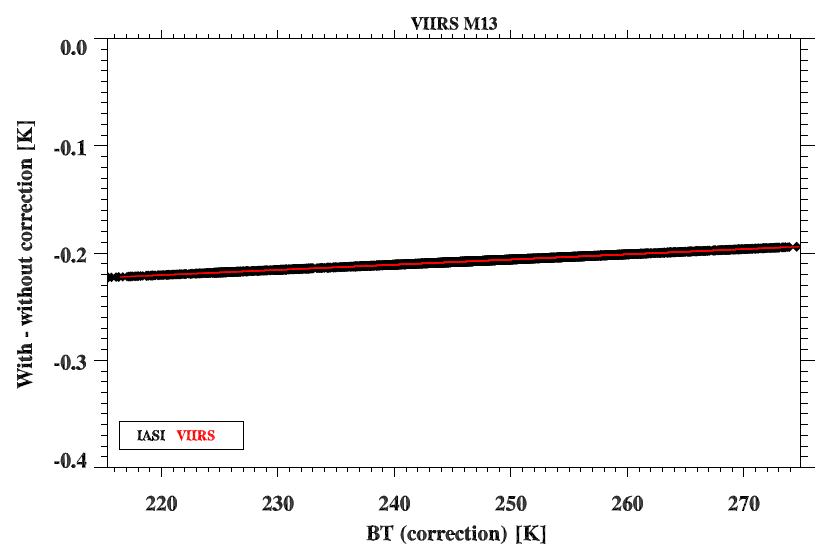 VIIRS M13
0.0
-0.1
-0.2
-0.3
-0.4
With - without correction [K]
IASI VIIRS
220 230 240 250 260 270
BT (correction) [K]